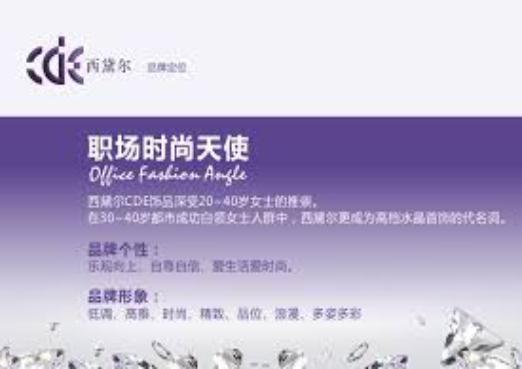 CDE 西黛尔 品牌定位
职场时尚天使
Office Fashion Angle
西黛尔CDE饰品深受20~40岁女士的推崇。
在30~40岁都市成功白领女士人群中，西黛尔更成为高档水晶首饰的代名词。
品牌个性：
乐观向上、自尊自信、爱生活爱时尚。
品牌形象：
低调、高雅、时尚、精致、品位、浪漫、多姿多彩